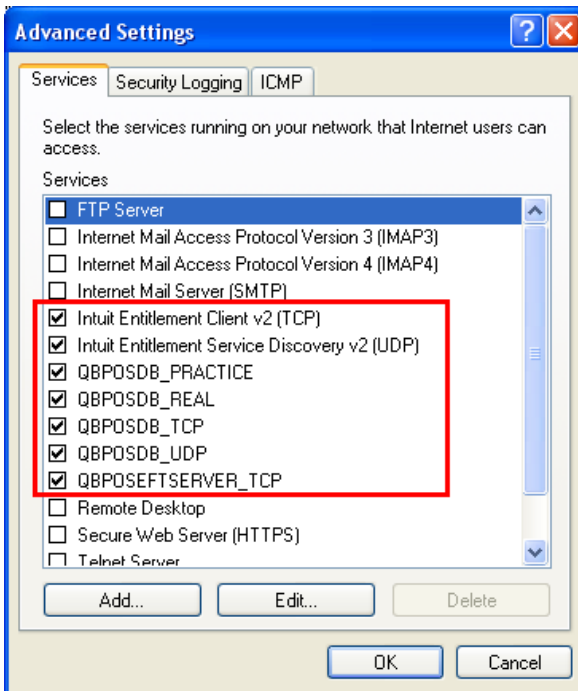 Advanced Settings
Services Security Logging ICMP
Select the services running on your network that Internet users can
access.
Services
FTP Server
Internet Mail Access Protocol Version 3 (IMAP3)
Internet Mail Access Protocol Version 4 (IMAP4)
Internet Mail Server (SMTP)
Intuit Entitlement Client v2 (TCP)
Intuit Entitlement Service Discovery v2 (UDP)
QBPOSDB_PRACTICE
QBPOSDB_REAL
QBPOSDB_TCP
QBPOSDB_UDP
QBPOSEFTSERVER_TCP
Remote Desktop
Secure Web Server (HTTPS)
Telnet Server
Add... Edit... Delete
OK Cancel